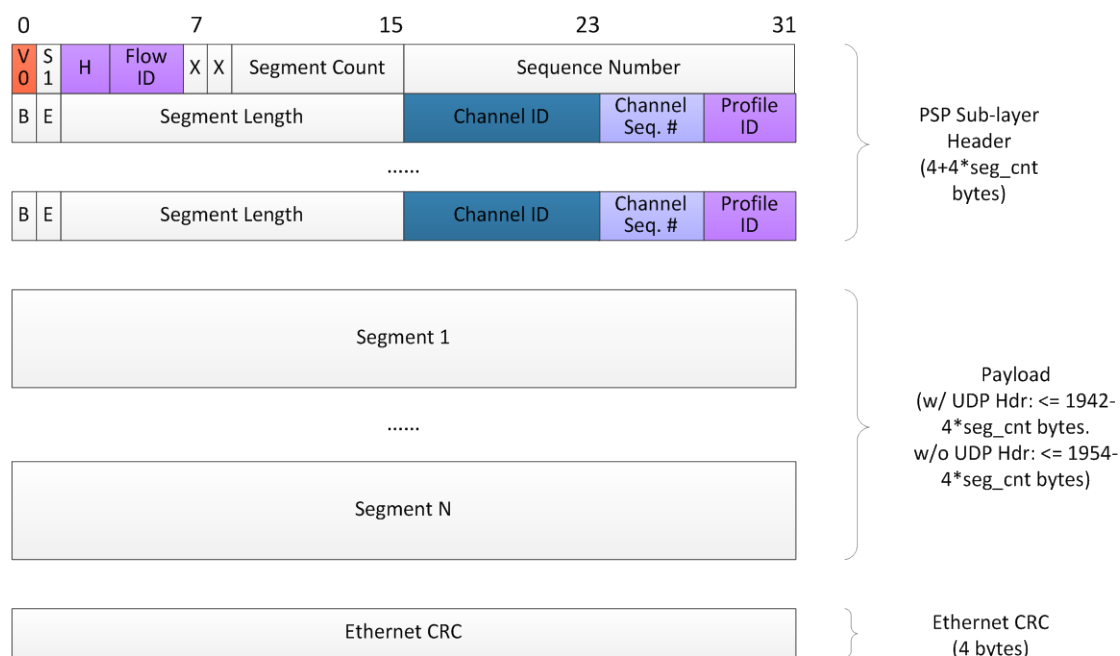 0 7 15 23 31
V 0 S 1 H Flow ID X X Segment Count Sequence Number
B E Segment Length Channel ID Channel Seq. # Profile ID
......
B E Segment Length Channel ID Channel Seq. # Profile ID
PSP Sub-layer
Header
(4+4*seg_cnt
bytes)
Segment 1
......
Segment N
Payload
(w/ UDP Hdr: <= 1942-
4*seg_cnt bytes.
w/o UDP Hdr: <= 1954-
4*seg_cnt bytes)
Ethernet CRC
Ethernet CRC
(4 bytes)